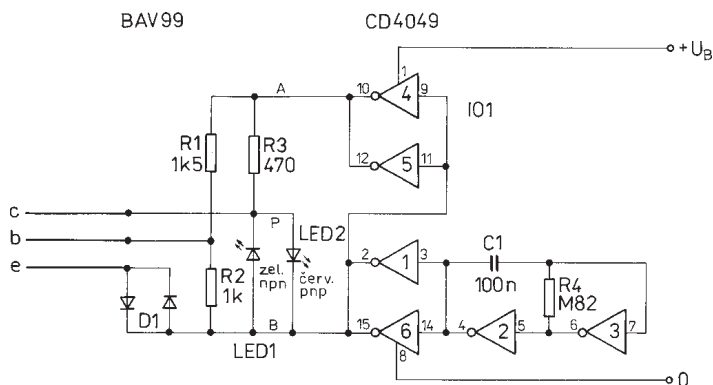 BAV99
CD4049
+UB
1
A
10
4
9
IO1
R1
1k5
R3
470
12
5
11
c
P
b
LED2
e
zel.
npn
červ.
pnp
R2
1k
D1
B
LED1
2
1
3
C1
100n
R4
M82
15
6
14
4
2
5
6
3
7
8
0